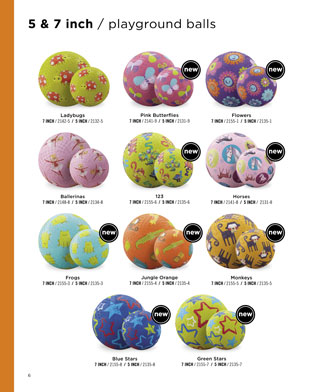 5 & 7 inch / playground balls
new
new
Ladybugs
Pink Butterflies
Flowers
7 INCH / 2142-5 / 5 INCH / 2132-5
7 INCH / 2141-9 / 5 INCH / 2131-9
7 INCH / 2155-1 / 5 INCH / 2135-1
new
new
Ballerinas
123
Horses
7 INCH / 2149-8 / 5 INCH / 2134-8
7 INCH / 2155-6 / 5 INCH / 2135-6
7 INCH / 2141-8 / 5 INCH / 2131-8
new
new
new
Frogs
Jungle Orange
Monkeys
7 INCH / 2155-3 / 5 INCH / 2135-3
7 INCH / 2155-4 / 5 INCH / 2135-4
7 INCH / 2155-5 / 5 INCH / 2135-5
new
new
Blue Stars
Green Stars
7 INCH / 2155-8 / 5 INCH / 2135-8
7 INCH / 2155-7 / 5 INCH / 2135-7
6